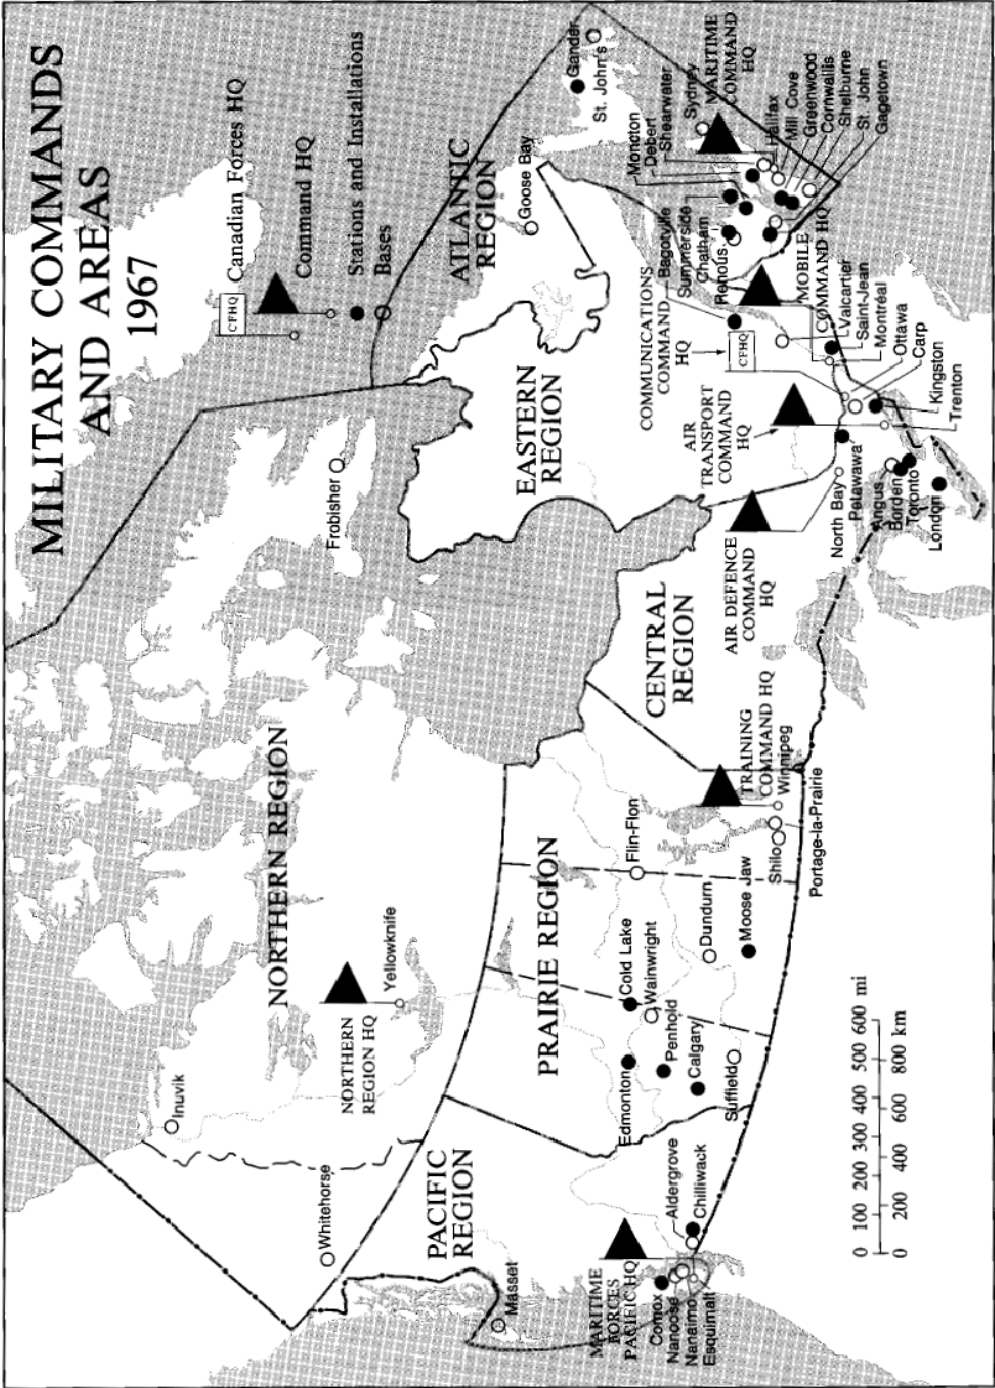 MILITARY COMMANDS
AND AREAS
1967
CFHQ
Canadian Forces HQ
Command HQ
Stations and Installations
Bases
NORTHERN REGION
ATLANTIC
REGION
EASTERN
REGION
CENTRAL
REGION
PRAIRIE REGION
PACIFIC
REGION
Inuvik
Whitehorse
NORTHERN
REGION HQ
Yellowknife
Frobisher
Goose Bay
Gander
St. John's
Sydney
MARITIME
COMMAND
HQ
Moncton
Debert
Shearwater
Halifax
Mill Cove
Greenwood
Cornwallis
Shelburne
St. John
Gagetown
Bagotville
Summerside
Chatham
Renous
MOBILE
COMMAND HQ
COMMUNICATIONS
COMMAND
HQ
CFHQ
Valcartier
Saint-Jean
Montréal
Ottawa
Carp
Kingston
Trenton
AIR
TRANSPORT
COMMAND
HQ
AIR DEFENCE
COMMAND
HQ
North Bay
Petawawa
Angus
Borden
Toronto
London
TRAINING
COMMAND HQ
Winnipeg
Portage-la-Prairie
Shilo
Flin-Flon
Dundurn
Moose Jaw
Cold Lake
Wainwright
Edmonton
Penhold
Calgary
Suffield
Aldergrove
Chilliwack
Masset
MARITIME
FORCES
PACIFIC HQ
Comox
Nanoose
Nanaimo
Esquimalt
0 100 200 300 400 500 600 mi
0 200 400 600 800 km